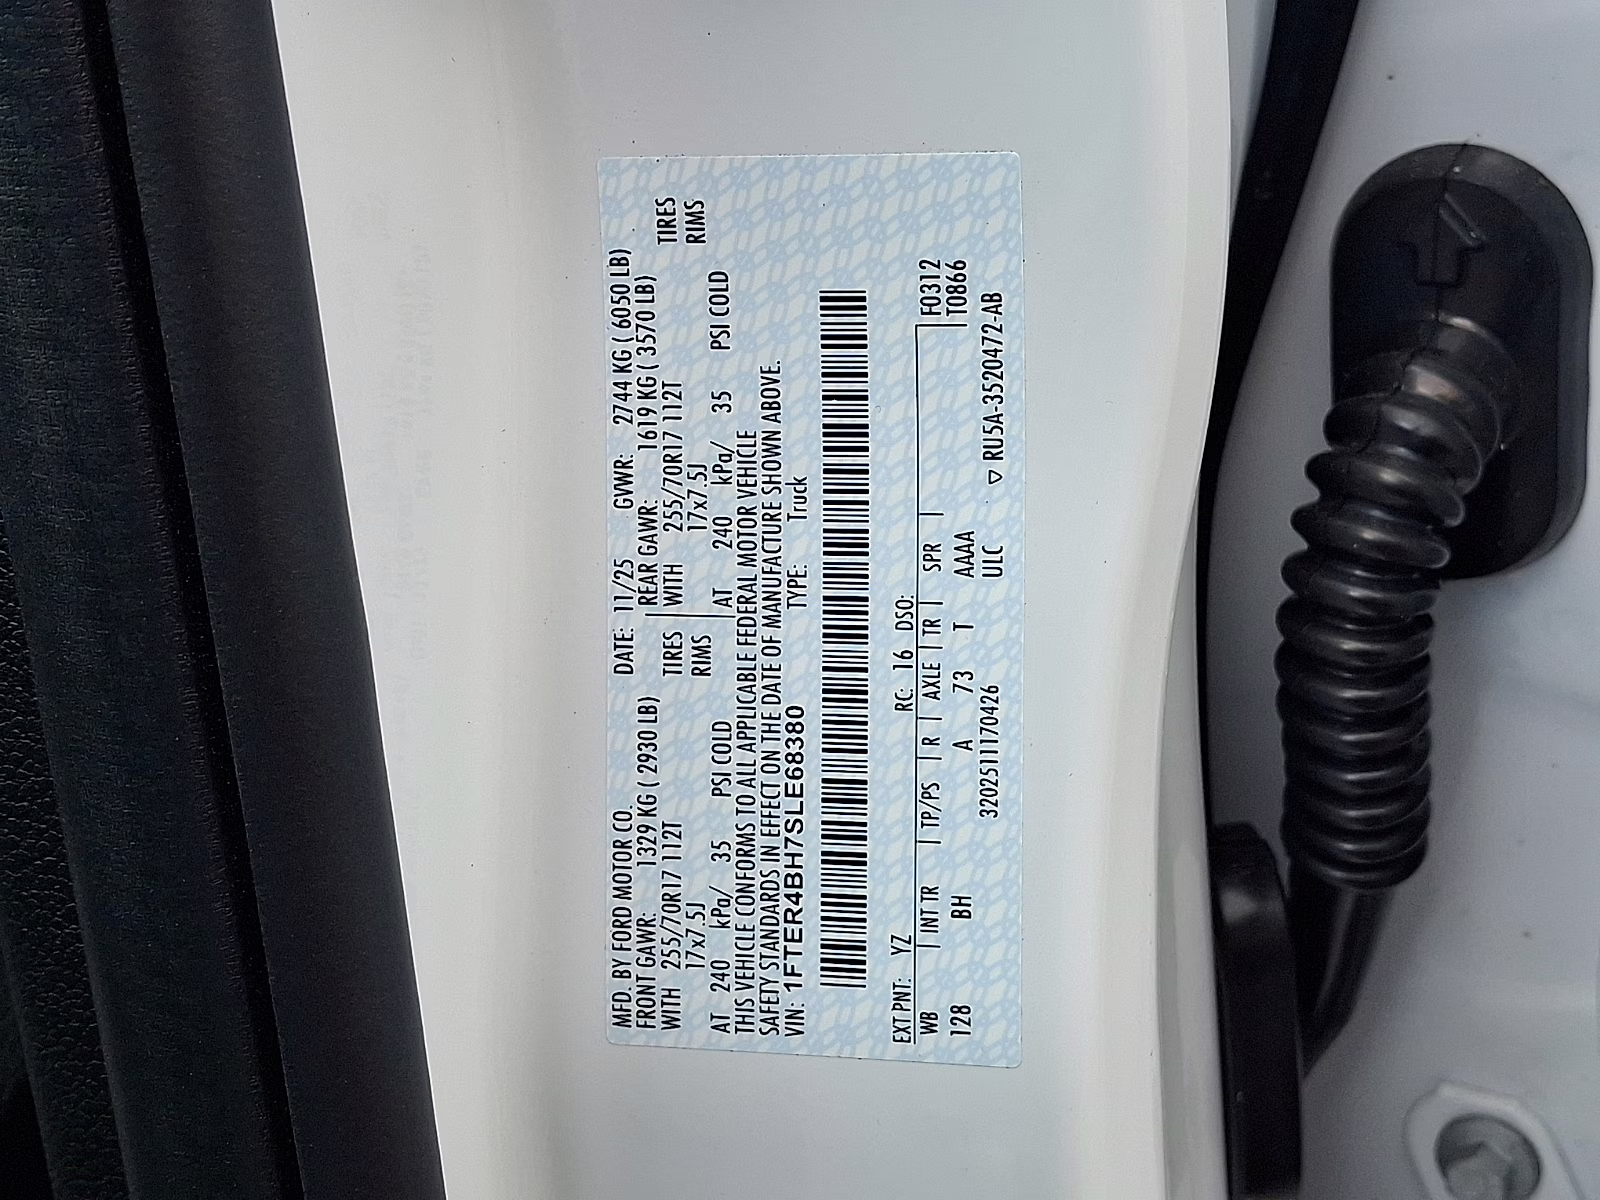 MFD. BY FORD MOTOR CO. DATE: 11/25 GVWR: 2744 KG ( 6050 LB)
FRONT GAWR: 1329 KG ( 2930 LB) REAR GAWR: 1619 KG ( 3570 LB)
WITH 255/70R17 112T TIRES WITH 255/70R17 112T TIRES
17x7.5J RIMS 17x7.5J RIMS
AT 240 kPa/ 35 PSI COLD AT 240 kPa/ 35 PSI COLD
THIS VEHICLE CONFORMS TO ALL APPLICABLE FEDERAL MOTOR VEHICLE
SAFETY STANDARDS IN EFFECT ON THE DATE OF MANUFACTURE SHOWN ABOVE.
VIN: 1FTER4BH7SLE68380 TYPE: Truck
EXT PNT: YZ RC: 16 DSO: F0312
WB INT TR TP/PS R AXLE TR SPR T0866
128 BH A 73 T AAAA
320251170426 ULC ▽ RU5A-3520472-AB